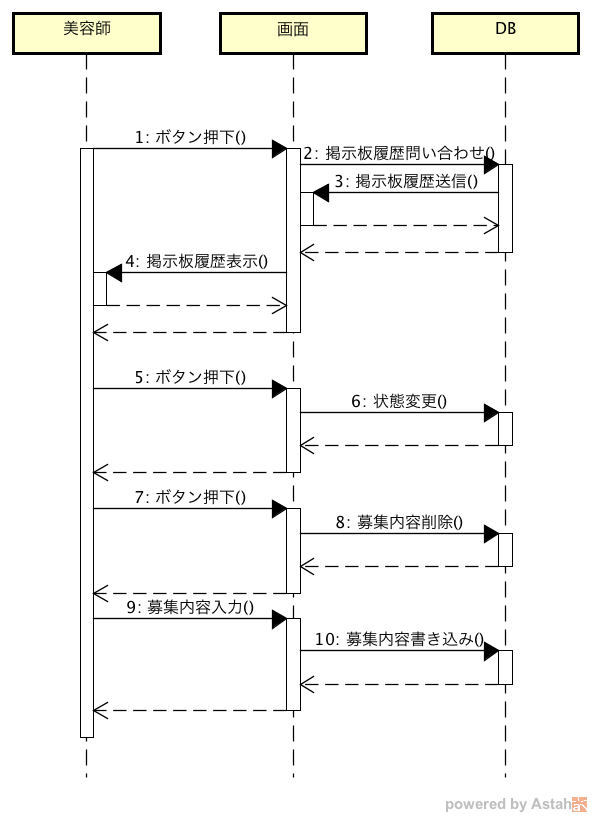 美容師
画面
DB
1: ボタン押下()
2: 掲示板履歴問い合わせ()
3: 掲示板履歴送信()
4: 掲示板履歴表示()
5: ボタン押下()
6: 状態変更()
7: ボタン押下()
8: 募集内容削除()
9: 募集内容入力()
10: 募集内容書き込み()
powered by Astah